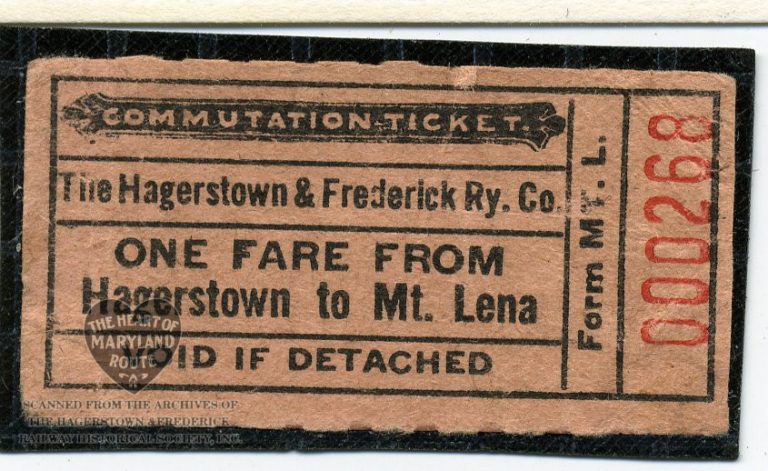 COMMUTATION TICKET.
The Hagerstown & Frederick Ry. Co.
ONE FARE FROM
Hagerstown to Mt. Lena
VOID IF DETACHED
Form MT. L.
000268
THE HEART OF
MARYLAND
ROUTE
SCANNED FROM THE ARCHIVES OF
THE HAGERSTOWN & FREDERICK
RAILWAY HISTORICAL SOCIETY, INC.